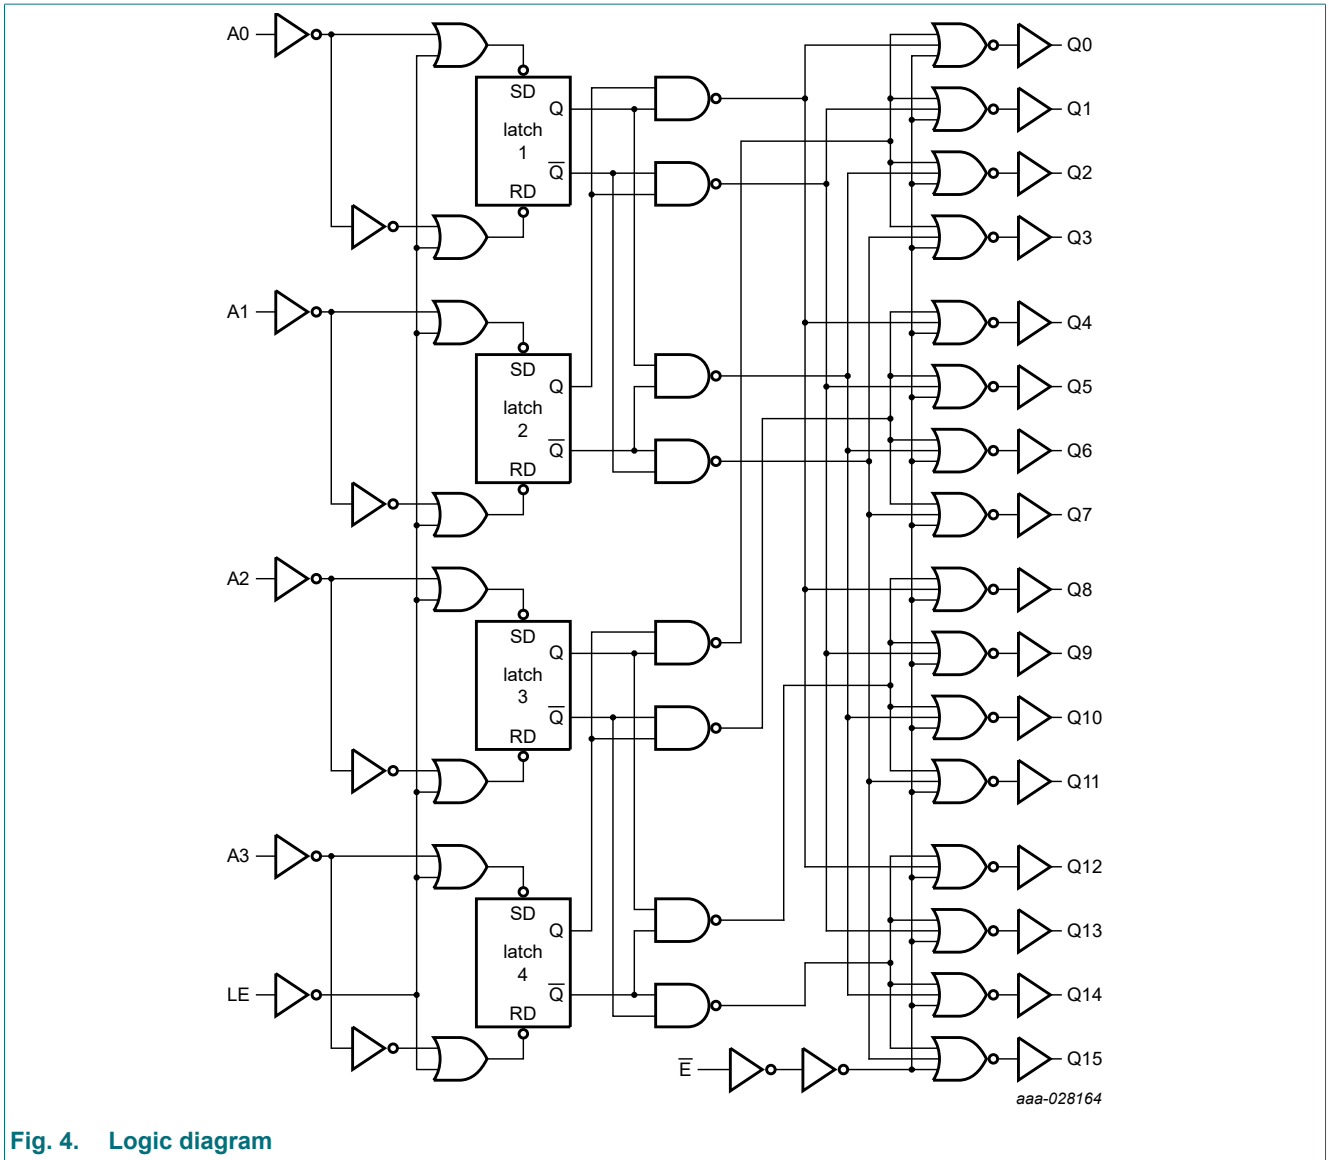 A0
SD
Q
latch
1
Q̅
RD
A1
SD
Q
latch
2
Q̅
RD
A2
SD
Q
latch
3
Q̅
RD
A3
SD
Q
latch
4
Q̅
RD
LE
E̅
Q0
Q1
Q2
Q3
Q4
Q5
Q6
Q7
Q8
Q9
Q10
Q11
Q12
Q13
Q14
Q15
aaa-028164
Fig. 4. Logic diagram